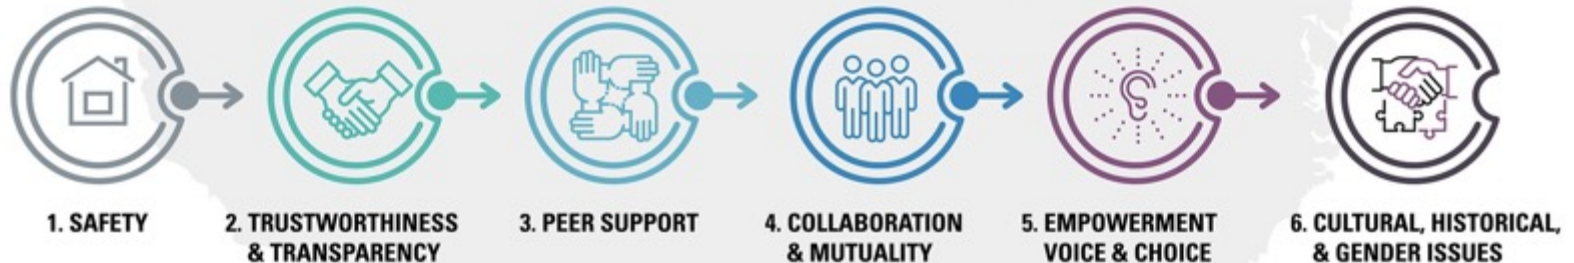 1. SAFETY
2. TRUSTWORTHINESS
& TRANSPARENCY
3. PEER SUPPORT
4. COLLABORATION
& MUTUALITY
5. EMPOWERMENT
VOICE & CHOICE
6. CULTURAL, HISTORICAL,
& GENDER ISSUES